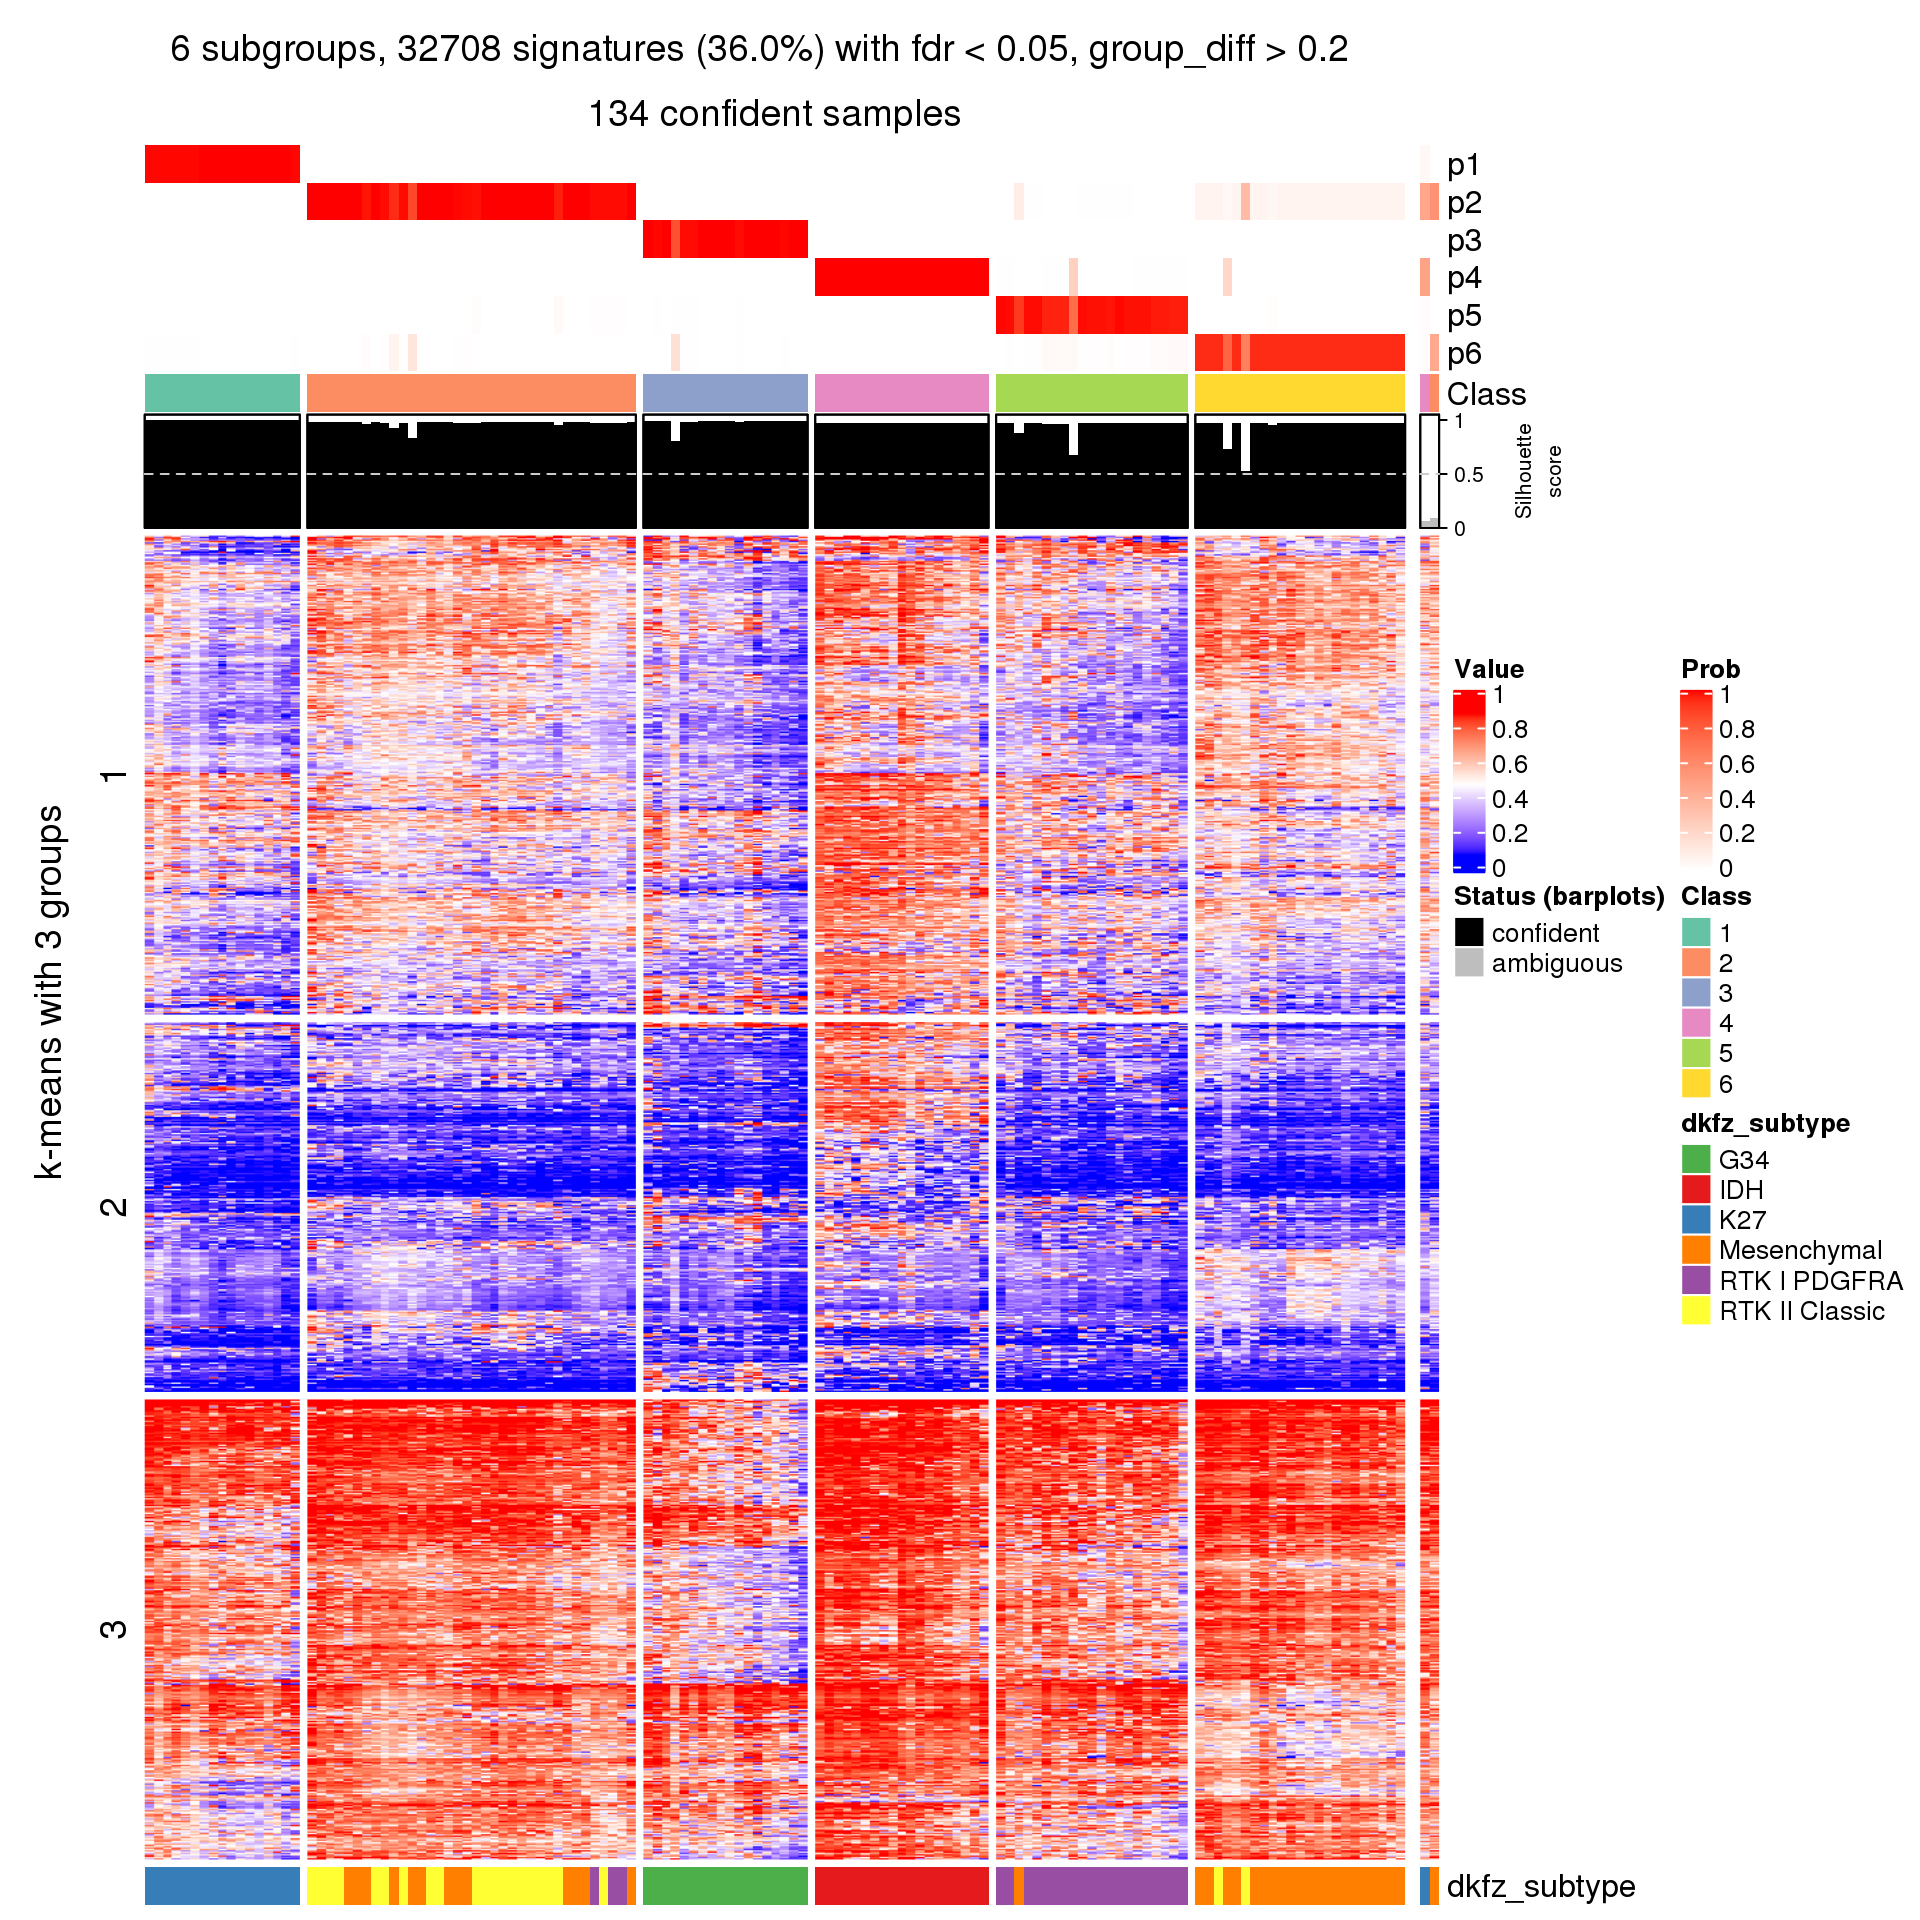 6 subgroups, 32708 signatures (36.0%) with fdr < 0.05, group_diff > 0.2
134 confident samples
p1
p2
p3
p4
p5
p6
Class
1
0.5
0
Silhouette
score
k-means with 3 groups
1
2
3
Value
1
0.8
0.6
0.4
0.2
0
Prob
1
0.8
0.6
0.4
0.2
0
Status (barplots)
confident
ambiguous
Class
1
2
3
4
5
6
dkfz_subtype
G34
IDH
K27
Mesenchymal
RTK I PDGFRA
RTK II Classic
dkfz_subtype